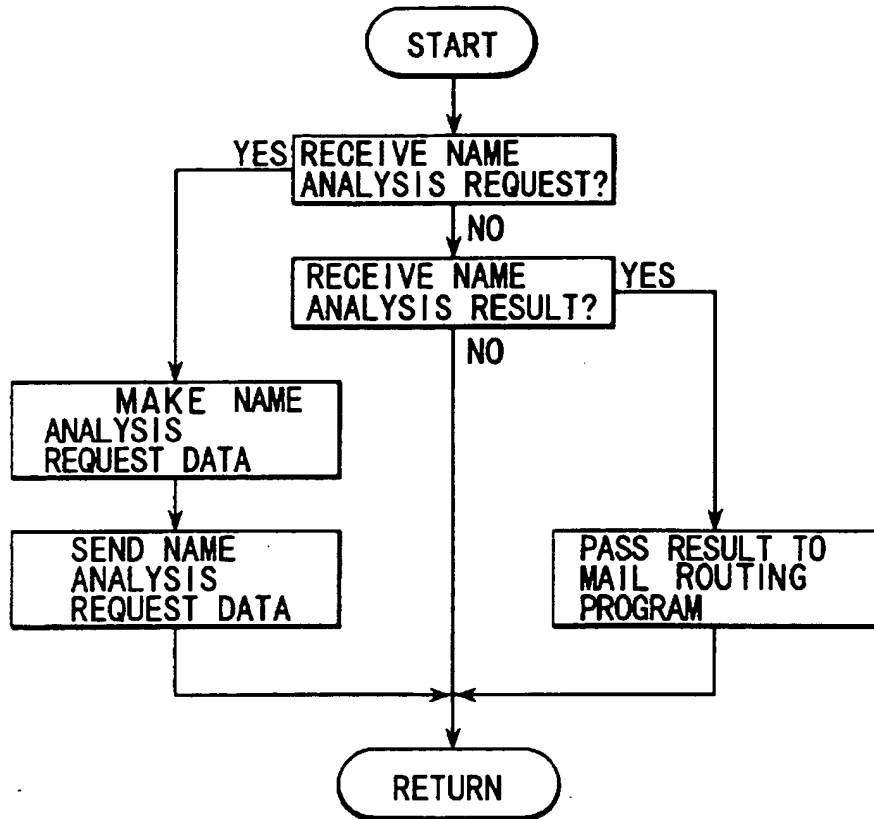 START
YES
RECEIVE NAME
ANALYSIS REQUEST?
NO
RECEIVE NAME
ANALYSIS RESULT?
YES
NO
MAKE NAME
ANALYSIS
REQUEST DATA
SEND NAME
ANALYSIS
REQUEST DATA
PASS RESULT TO
MAIL ROUTING
PROGRAM
RETURN